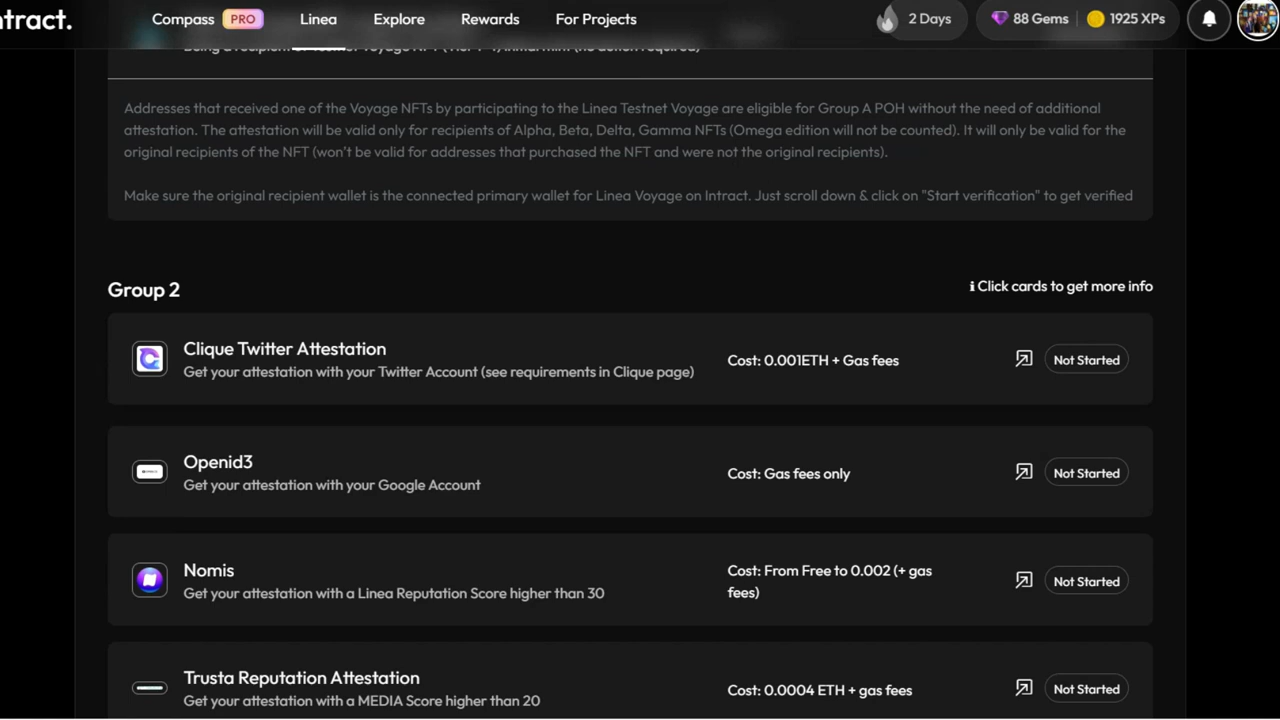 ntract.
Compass PRO Linea Explore Rewards For Projects 2 Days 88 Gems 1925 XPs
Addresses that received one of the Voyage NFTs by participating to the Linea Testnet Voyage are eligible for Group A POH without the need of additional
attestation. The attestation will be valid only for recipients of Alpha, Beta, Delta, Gamma NFTs (Omega edition will not be counted). It will only be valid for the
original recipients of the NFT (won't be valid for addresses that purchased the NFT and were not the original recipients).
Make sure the original recipient wallet is the connected primary wallet for Linea Voyage on Intract. Just scroll down & click on "Start verification" to get verified
Group 2
i Click cards to get more info
Clique Twitter Attestation
Get your attestation with your Twitter Account (see requirements in Clique page)
Cost: 0.001ETH + Gas fees
Not Started
Openid3
Get your attestation with your Google Account
Cost: Gas fees only
Not Started
Nomis
Get your attestation with a Linea Reputation Score higher than 30
Cost: From Free to 0.002 (+ gas
fees)
Not Started
Trusta Reputation Attestation
Get your attestation with a MEDIA Score higher than 20
Cost: 0.0004 ETH + gas fees
Not Started